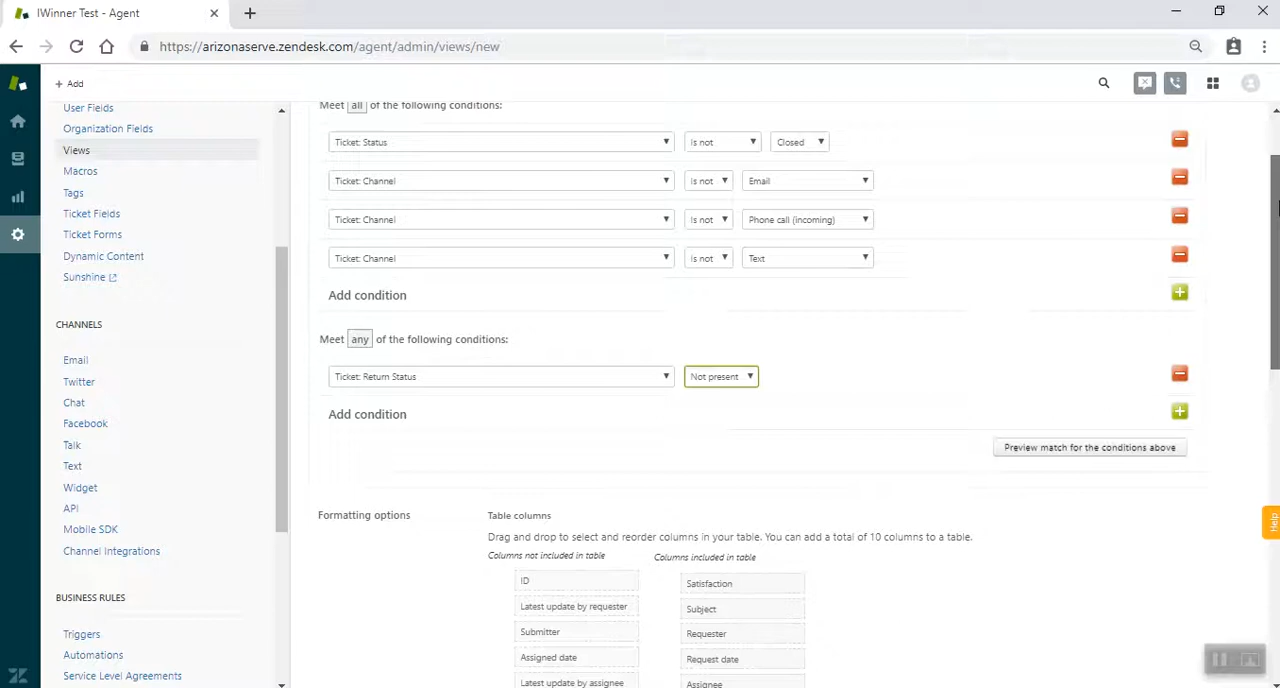 IWinner Test - Agent
https://arizonaserve.zendesk.com/agent/admin/views/new
+ Add
User Fields
Organization Fields
Views
Macros
Tags
Ticket Fields
Ticket Forms
Dynamic Content
Sunshine
CHANNELS
Email
Twitter
Chat
Facebook
Talk
Text
Widget
API
Mobile SDK
Channel Integrations
BUSINESS RULES
Triggers
Automations
Service Level Agreements
Meet all of the following conditions:
Ticket: Status Is not Closed
Ticket: Channel Is not Email
Ticket: Channel Is not Phone call (incoming)
Ticket: Channel Is not Text
Add condition
Meet any of the following conditions:
Ticket: Return Status Not present
Add condition
Preview match for the conditions above
Formatting options
Table columns
Drag and drop to select and reorder columns in your table. You can add a total of 10 columns to a table.
Columns not included in table
ID
Latest update by requester
Submitter
Assigned date
Latest update by assignee
Columns included in table
Satisfaction
Subject
Requester
Request date
Assignee
Help